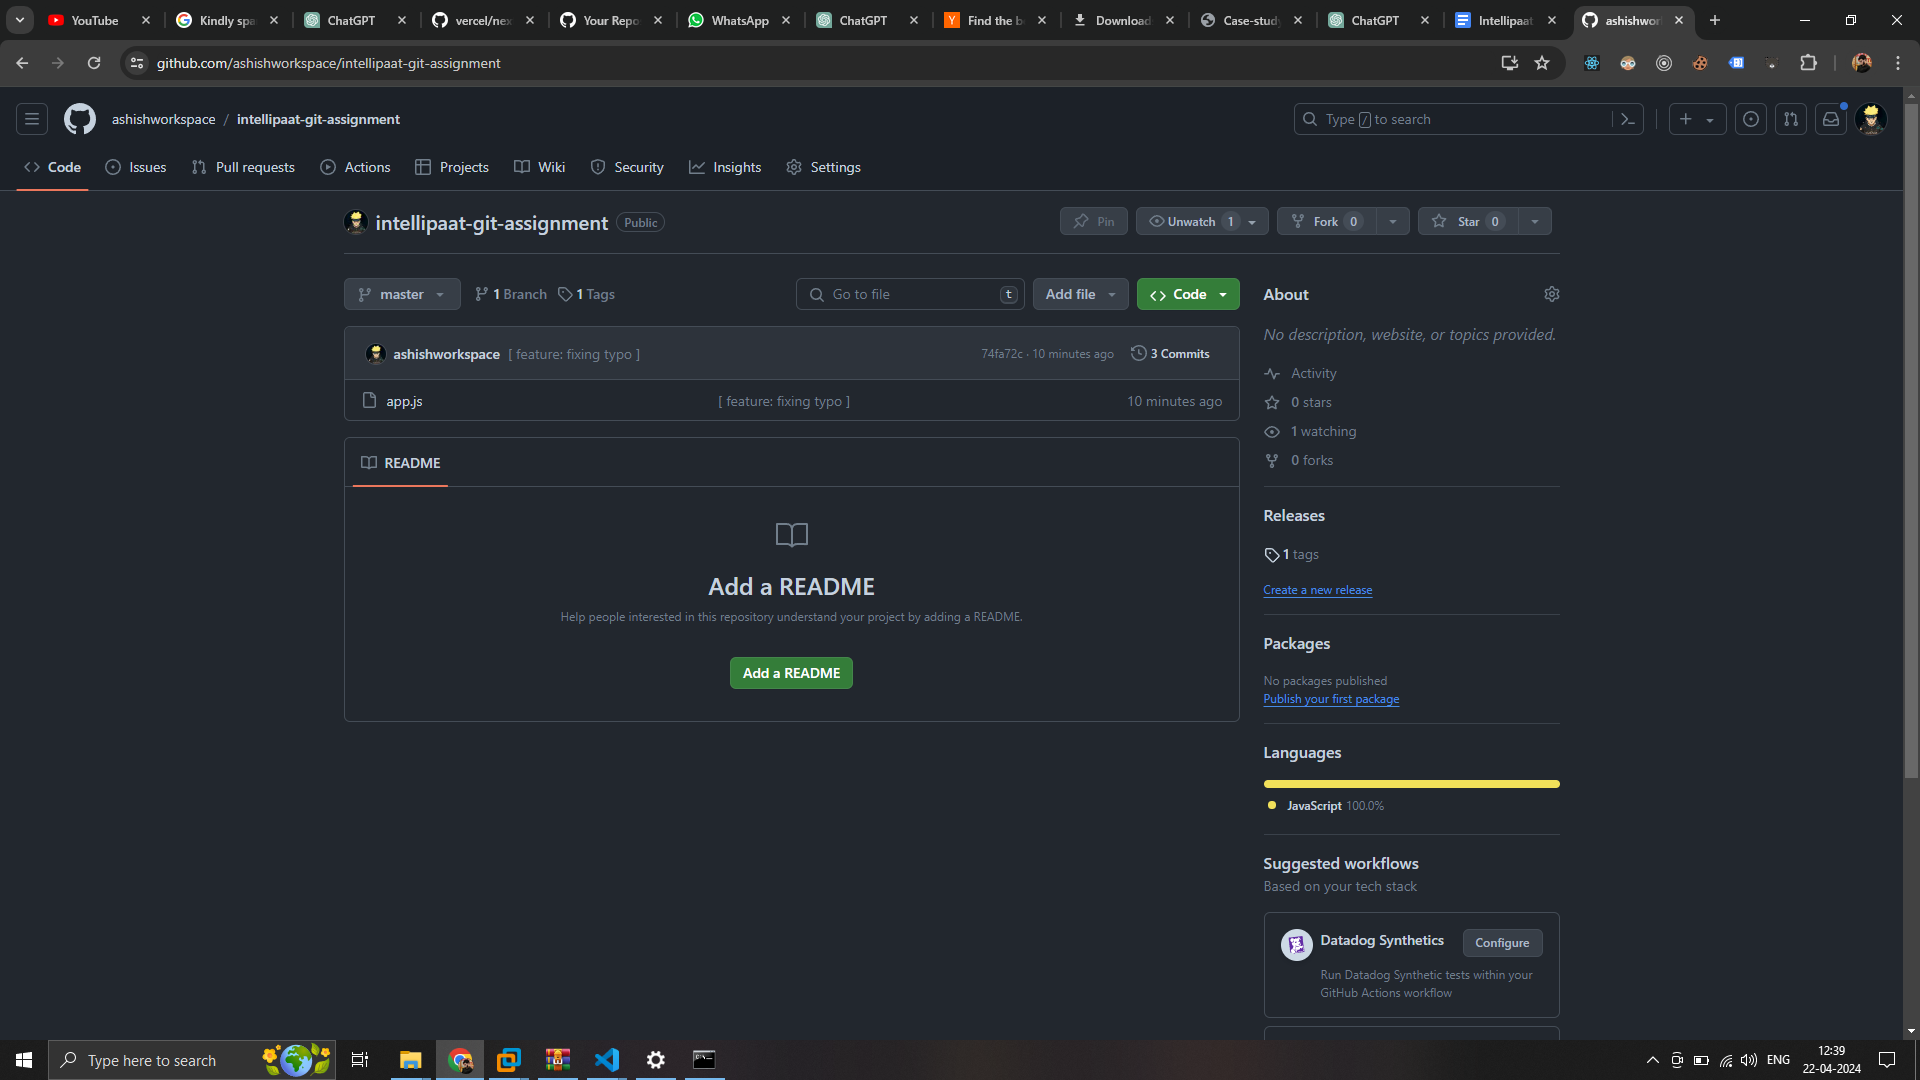 YouTube
Kindly spa
ChatGPT
vercel/nex
Your Repo
WhatsApp
ChatGPT
Find the b
Download
Case-study
ChatGPT
Intellipaat
ashishwor
github.com/ashishworkspace/intellipaat-git-assignment
ashishworkspace / intellipaat-git-assignment
Type / to search
Code
Issues
Pull requests
Actions
Projects
Wiki
Security
Insights
Settings
intellipaat-git-assignment Public
Pin
Unwatch 1
Fork 0
Star 0
master
1 Branch
1 Tags
Go to file t
Add file
Code
ashishworkspace [ feature: fixing typo ] 74fa72c · 10 minutes ago 3 Commits
app.js [ feature: fixing typo ] 10 minutes ago
README
Add a README
Help people interested in this repository understand your project by adding a README.
Add a README
About
No description, website, or topics provided.
Activity
0 stars
1 watching
0 forks
Releases
1 tags
Create a new release
Packages
No packages published
Publish your first package
Languages
JavaScript 100.0%
Suggested workflows
Based on your tech stack
Datadog Synthetics Configure
Run Datadog Synthetic tests within your
GitHub Actions workflow
Type here to search
ENG
12:39
22-04-2024